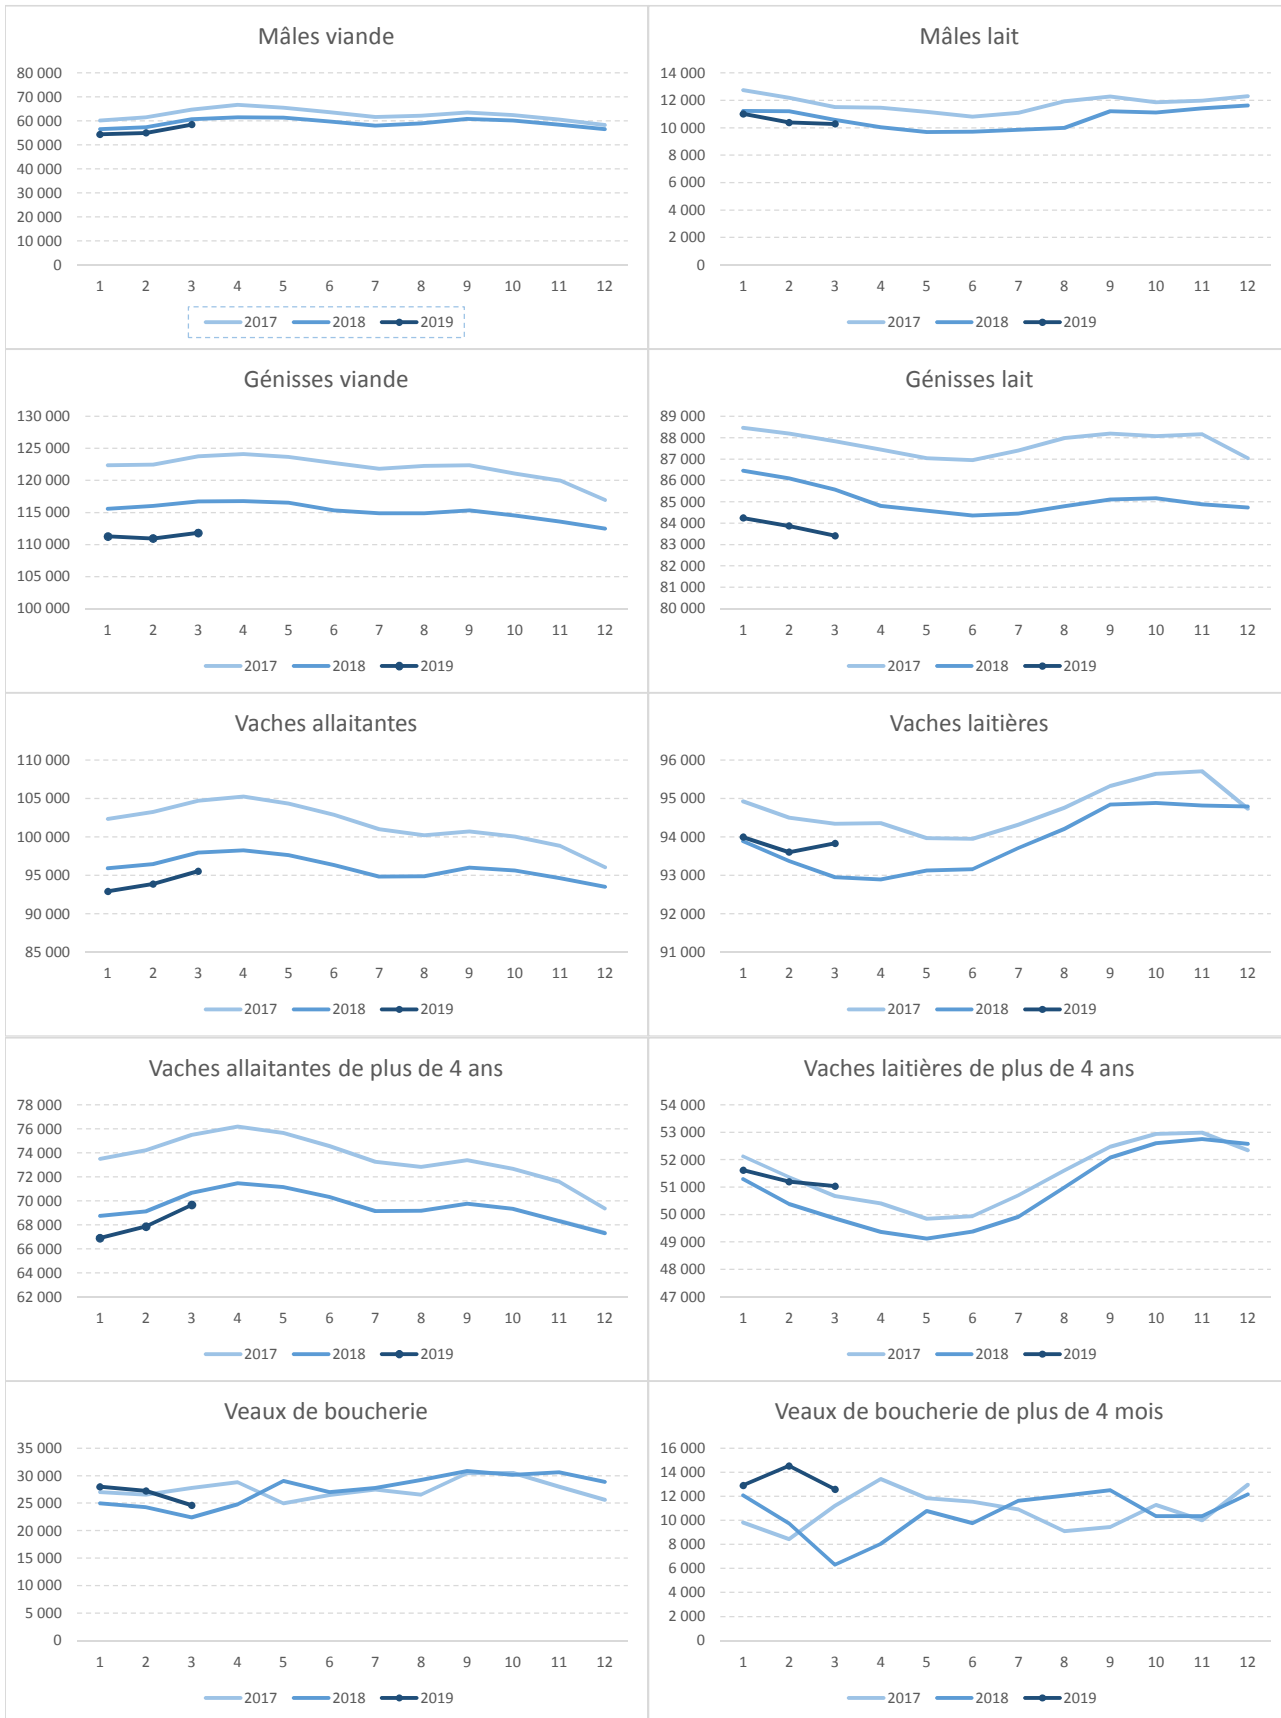 Mâles viande
80 000
70 000
60 000
50 000
40 000
30 000
20 000
10 000
0
1 2 3 4 5 6 7 8 9 10 11 12
2017 2018 2019
Mâles lait
14 000
12 000
10 000
8 000
6 000
4 000
2 000
0
1 2 3 4 5 6 7 8 9 10 11 12
2017 2018 2019
Génisses viande
130 000
125 000
120 000
115 000
110 000
105 000
100 000
1 2 3 4 5 6 7 8 9 10 11 12
2017 2018 2019
Génisses lait
89 000
88 000
87 000
86 000
85 000
84 000
83 000
82 000
81 000
80 000
1 2 3 4 5 6 7 8 9 10 11 12
2017 2018 2019
Vaches allaitantes
110 000
105 000
100 000
95 000
90 000
85 000
1 2 3 4 5 6 7 8 9 10 11 12
2017 2018 2019
Vaches laitières
96 000
95 000
94 000
93 000
92 000
91 000
1 2 3 4 5 6 7 8 9 10 11 12
2017 2018 2019
Vaches allaitantes de plus de 4 ans
78 000
76 000
74 000
72 000
70 000
68 000
66 000
64 000
62 000
1 2 3 4 5 6 7 8 9 10 11 12
2017 2018 2019
Vaches laitières de plus de 4 ans
54 000
53 000
52 000
51 000
50 000
49 000
48 000
47 000
1 2 3 4 5 6 7 8 9 10 11 12
2017 2018 2019
Veaux de boucherie
35 000
30 000
25 000
20 000
15 000
10 000
5 000
0
1 2 3 4 5 6 7 8 9 10 11 12
2017 2018 2019
Veaux de boucherie de plus de 4 mois
16 000
14 000
12 000
10 000
8 000
6 000
4 000
2 000
0
1 2 3 4 5 6 7 8 9 10 11 12
2017 2018 2019